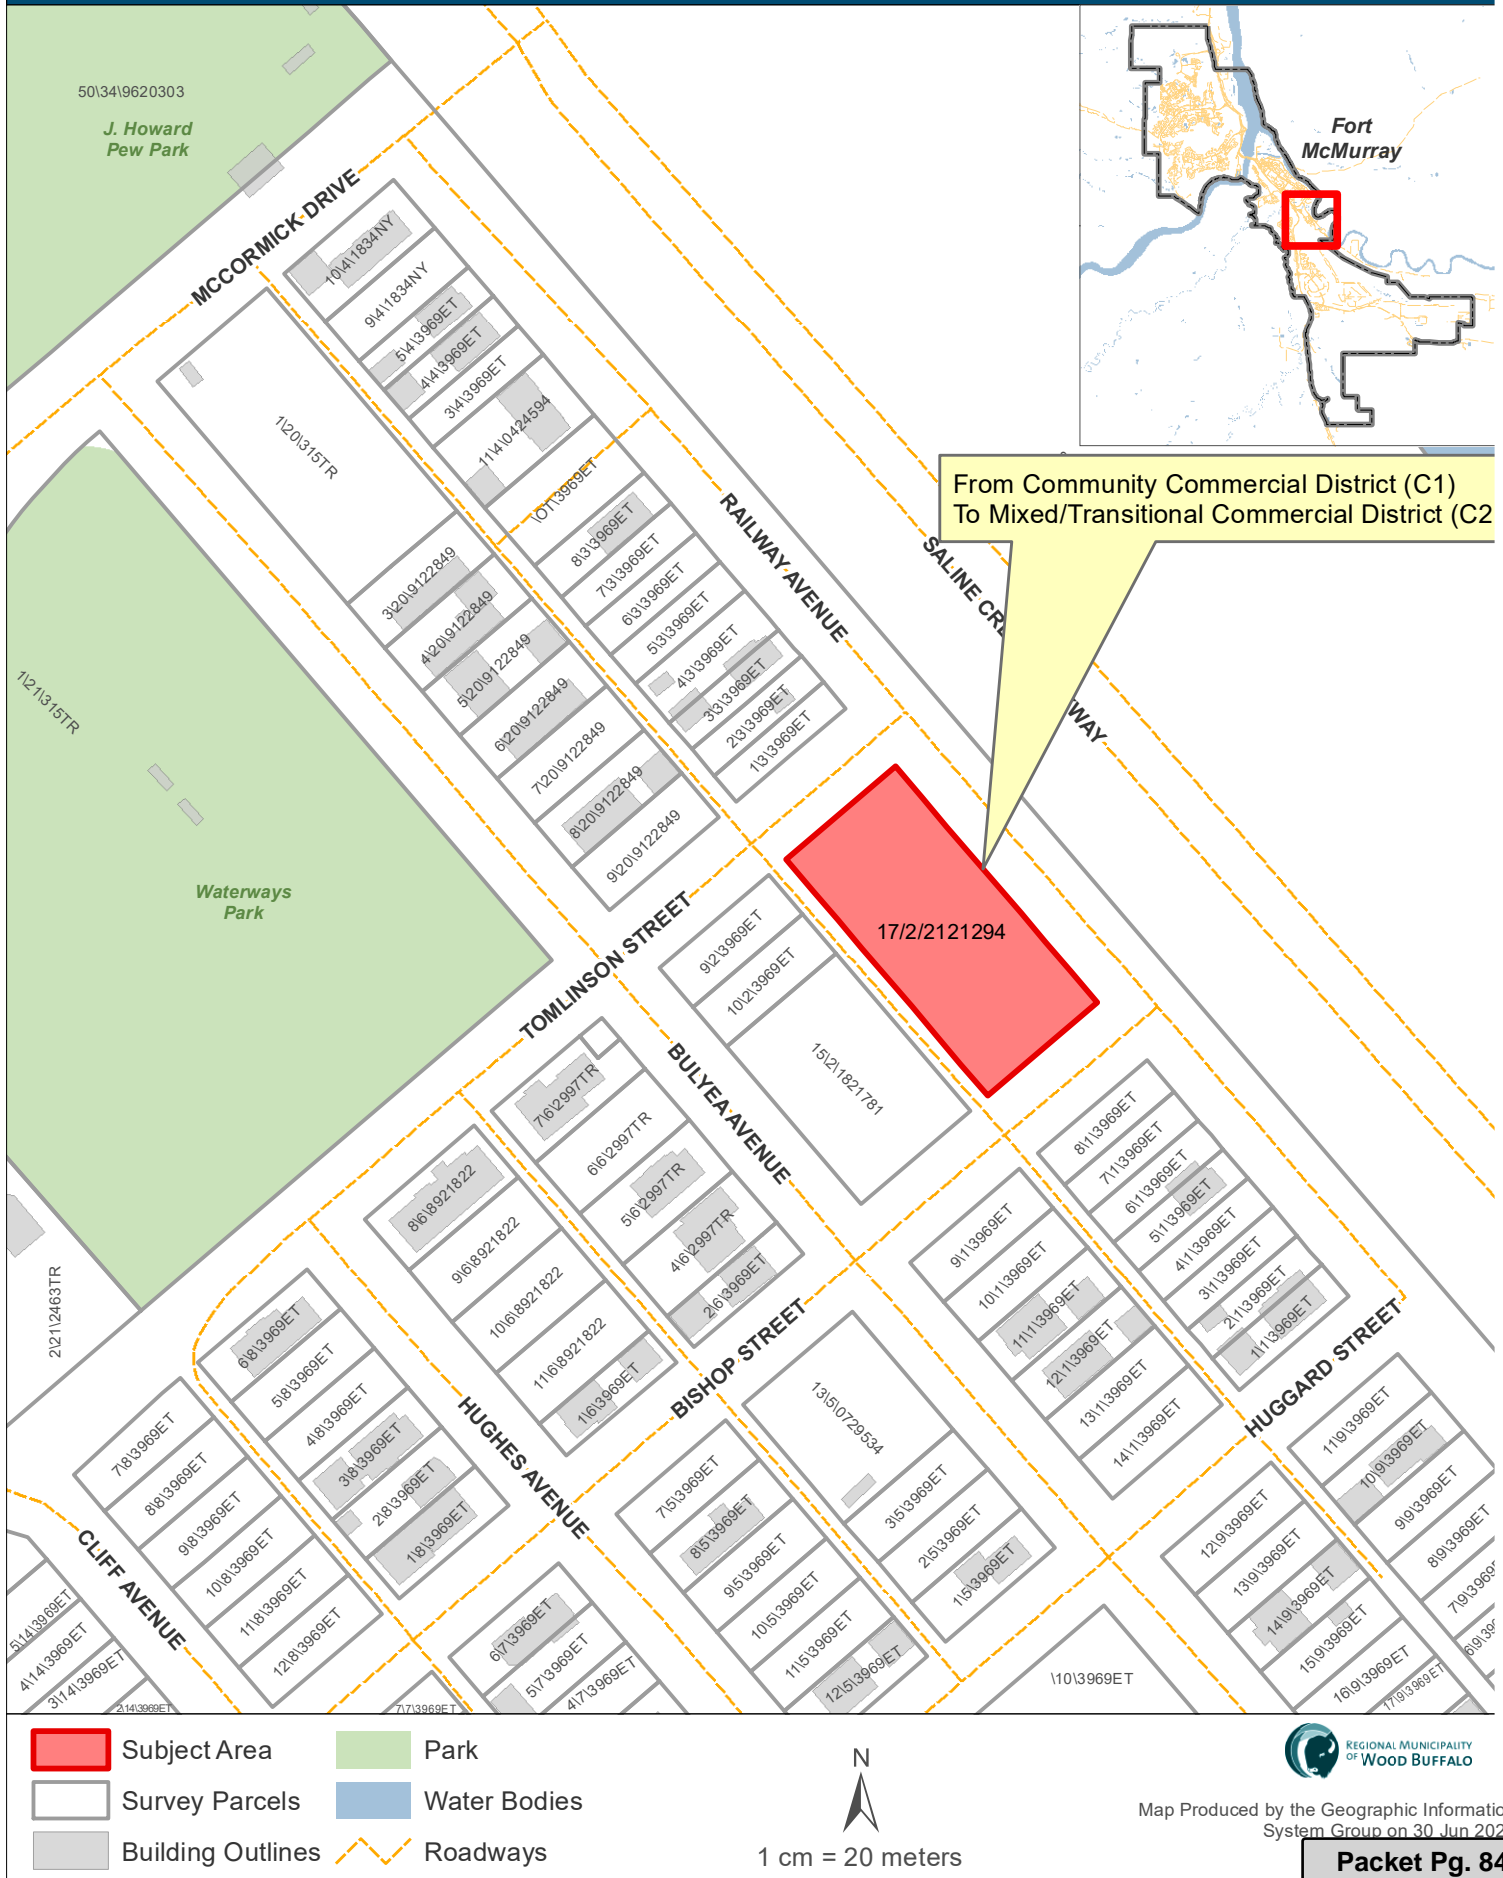 50\34\9620303
J. Howard
Pew Park
Fort
McMurray
MCCORMICK DRIVE
10\4\1834NY
9\4\1834NY
5\4\3969ET
4\4\3969ET
3\4\3969ET
11\4\0424594
\OT\3969ET
1\20\315TR
From Community Commercial District (C1)
To Mixed/Transitional Commercial District (C2
RAILWAY AVENUE
SALINE CRE
WAY
8\3\3969ET
7\3\3969ET
6\3\3969ET
5\3\3969ET
4\3\3969ET
3\3\3969ET
2\3\3969ET
1\3\3969ET
3\20\9122849
4\20\9122849
5\20\9122849
6\20\9122849
7\20\9122849
8\20\9122849
9\20\9122849
1\21\315TR
Waterways
Park
17/2/2121294
TOMLINSON STREET
9\2\3969ET
10\2\3969ET
15\2\1821781
BULYEA AVENUE
7\6\2997TR
6\6\2997TR
5\6\2997TR
4\6\2997TR
2\6\3969ET
8\6\8921822
9\6\8921822
10\6\8921822
11\6\8921822
1\6\3969ET
8\1\3969ET
7\1\3969ET
6\1\3969ET
5\1\3969ET
4\1\3969ET
3\1\3969ET
2\1\3969ET
1\1\3969ET
9\1\3969ET
10\1\3969ET
11\1\3969ET
12\1\3969ET
13\1\3969ET
14\1\3969ET
2\21\2463TR
6\8\3969ET
5\8\3969ET
4\8\3969ET
3\8\3969ET
2\8\3969ET
1\8\3969ET
HUGHES AVENUE
BISHOP STREET
HUGGARD STREET
13\5\0729534
3\5\3969ET
2\5\3969ET
1\5\3969ET
7\5\3969ET
8\5\3969ET
9\5\3969ET
10\5\3969ET
11\5\3969ET
12\5\3969ET
7\8\3969ET
8\8\3969ET
9\8\3969ET
10\8\3969ET
11\8\3969ET
12\8\3969ET
CLIFF AVENUE
5\14\3969ET
4\14\3969ET
3\14\3969ET
2\14\3969ET
7\7\3969ET
6\7\3969ET
5\7\3969ET
4\7\3969ET
\10\3969ET
11\9\3969ET
10\9\3969ET
9\9\3969ET
8\9\3969ET
7\9\3969
6\9\396
12\9\3969ET
13\9\3969ET
14\9\3969ET
15\9\3969ET
16\9\3969ET
17\9\3969ET
Subject Area
Survey Parcels
Building Outlines
Park
Water Bodies
Roadways
N
1 cm = 20 meters
REGIONAL MUNICIPALITY
OF WOOD BUFFALO
Map Produced by the Geographic Informatio
System Group on 30 Jun 202
Packet Pg. 84